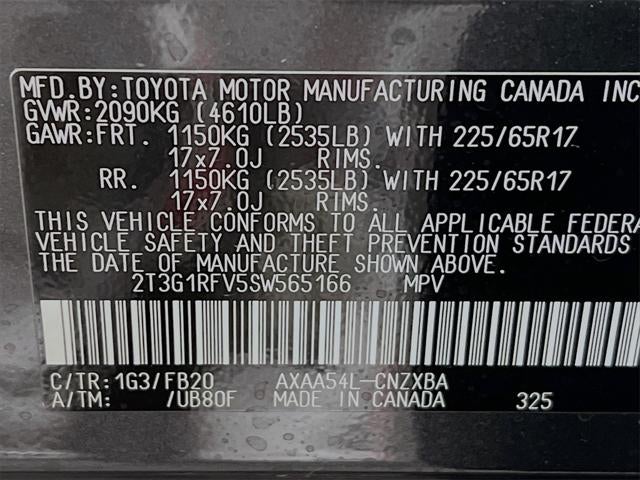 MFD.BY:TOYOTA MOTOR MANUFACTURING CANADA INC
GVWR:2090KG (4610LB)
GAWR:FRT. 1150KG (2535LB) WITH 225/65R17
17x7.0J RIMS.
RR. 1150KG (2535LB) WITH 225/65R17
17x7.0J RIMS.
THIS VEHICLE CONFORMS TO ALL APPLICABLE FEDERA
VEHICLE SAFETY AND THEFT PREVENTION STANDARDS
THE DATE OF MANUFACTURE SHOWN ABOVE.
2T3G1RFV5SW565166 MPV
C/TR:1G3/FB20 AXAA54L-CNZXBA
A/TM: /UB80F MADE IN CANADA 325